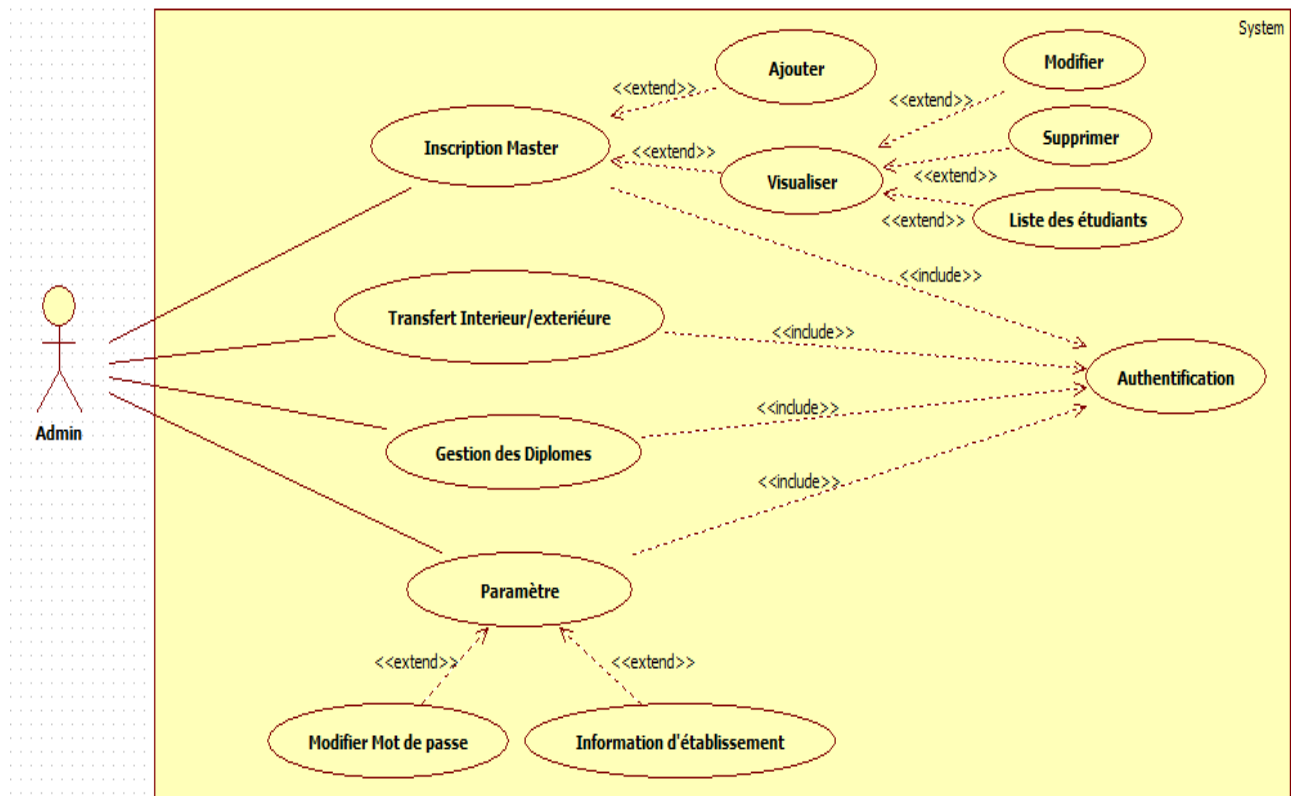 System
Ajouter
Modifier
<<extend>>
<<extend>>
Supprimer
Inscription Master
<<extend>>
Visualiser
<<extend>>
<<extend>>
Liste des étudiants
<<include>>
Transfert Interieur/exteriéure
<<include>>
Authentification
<<include>>
Admin
Gestion des Diplomes
<<include>>
Paramètre
<<extend>>
<<extend>>
Modifier Mot de passe
Information d'établissement